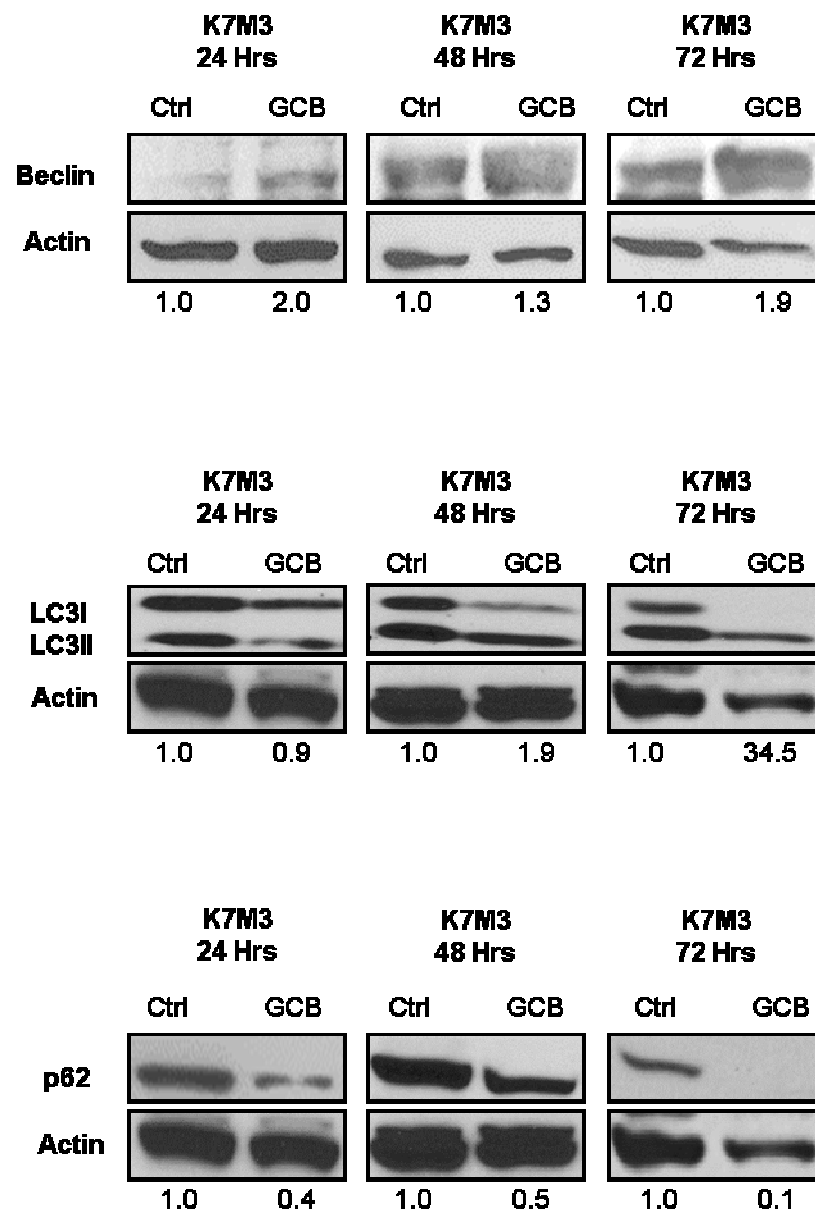 K7M3 K7M3 K7M3
24 Hrs 48 Hrs 72 Hrs
Ctrl GCB Ctrl GCB Ctrl GCB
Beclin
Actin
1.0 2.0 1.0 1.3 1.0 1.9
K7M3 K7M3 K7M3
24 Hrs 48 Hrs 72 Hrs
Ctrl GCB Ctrl GCB Ctrl GCB
LC3I
LC3II
Actin
1.0 0.9 1.0 1.9 1.0 34.5
K7M3 K7M3 K7M3
24 Hrs 48 Hrs 72 Hrs
Ctrl GCB Ctrl GCB Ctrl GCB
p62
Actin
1.0 0.4 1.0 0.5 1.0 0.1